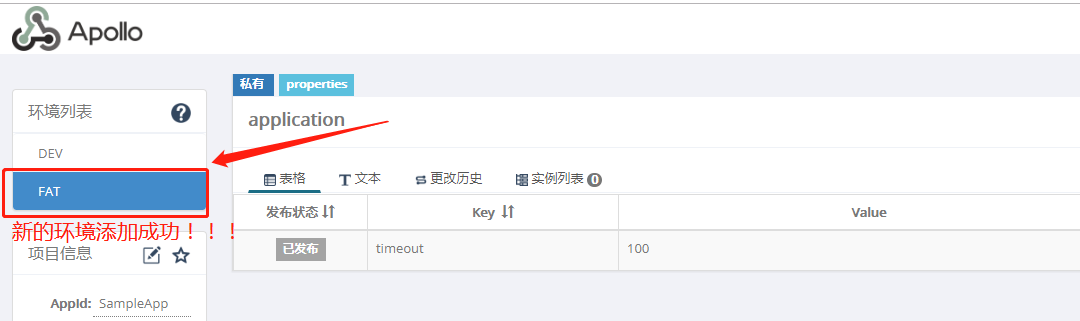 Apollo
环境列表
DEV
FAT
新的环境添加成功！！！
项目信息
AppId: SampleApp
私有 properties
application
表格 文本 更改历史 实例列表 0
发布状态 Key Value
已发布 timeout 100